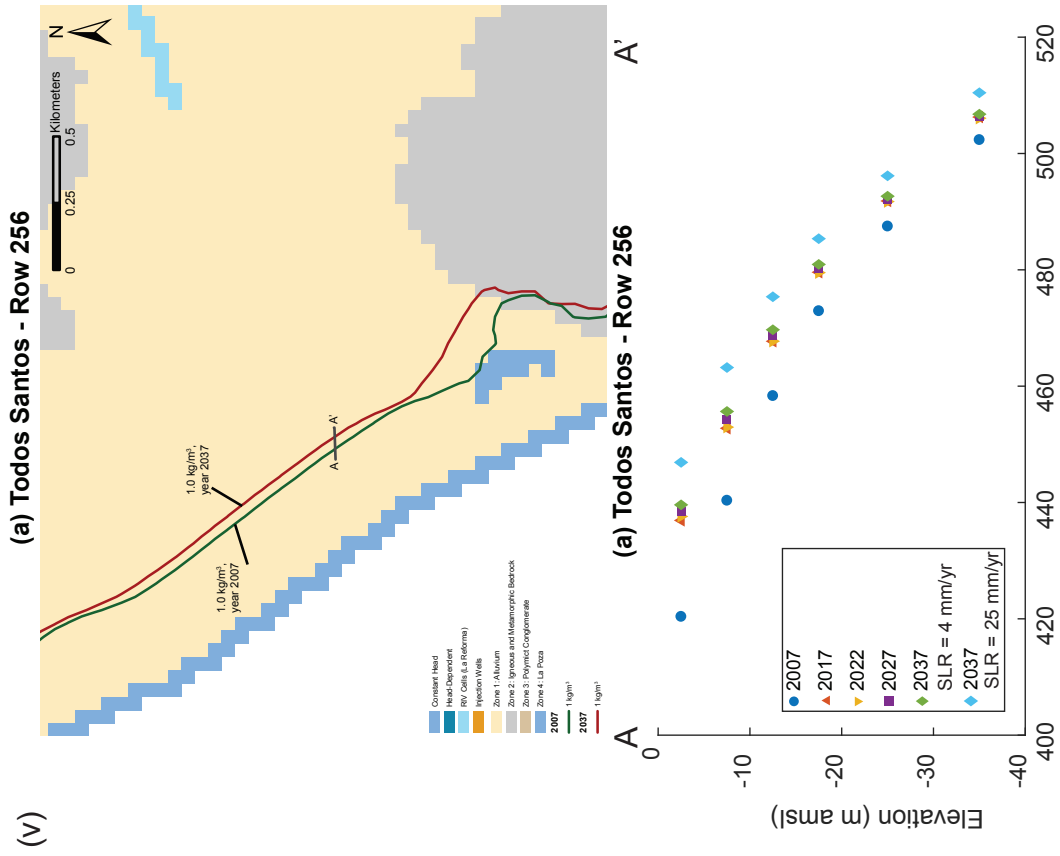 (v)
(a) Todos Santos - Row 256
N
Kilometers
0
0.25
0.5
1.0 kg/m³,
year 2037
1.0 kg/m³,
year 2007
A
A'
Constant Head
Head-Dependent
RIV Cells (La Reforma)
Injection Wells
Zone 1: Alluvium
Zone 2: Igneous and Metamorphic Bedrock
Zone 3: Polymict Conglomerate
Zone 4: La Poza
2007
1 kg/m³
2037
1 kg/m³
A
(a) Todos Santos - Row 256
A'
0
-10
-20
-30
-40
Elevation (m amsl)
2007
2017
2022
2027
2037
SLR = 4 mm/yr
2037
SLR = 25 mm/yr
400
420
440
460
480
500
520